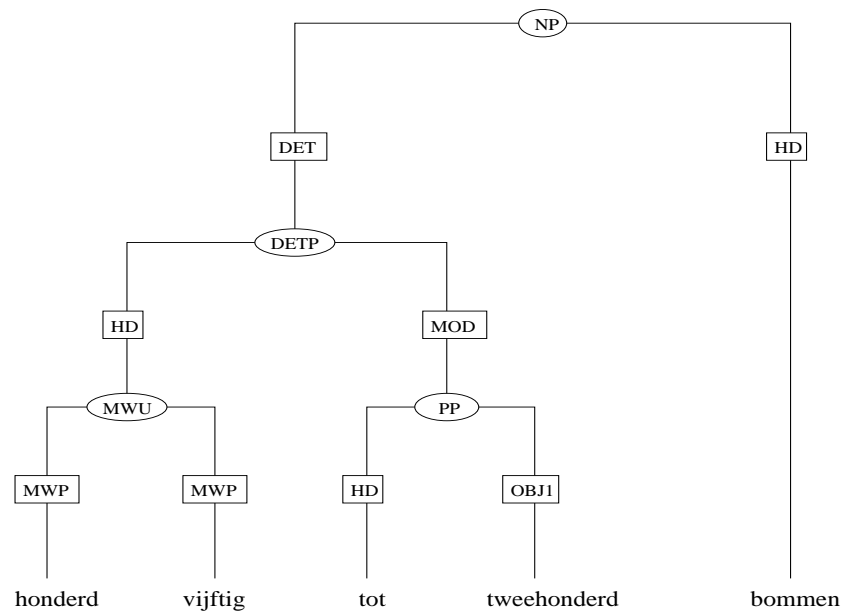 NP
DET HD
DETP
HD MOD
MWU PP
MWP MWP HD OBJ1
honderd vijftig tot tweehonderd bommen